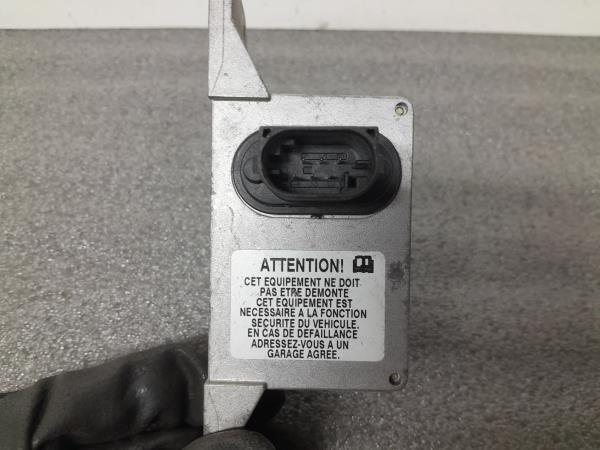 ATTENTION!
CET EQUIPEMENT NE DOIT
PAS ETRE DEMONTE
CET EQUIPEMENT EST
NECESSAIRE A LA FONCTION
SECURITE DU VEHICULE.
EN CAS DE DEFAILLANCE
ADRESSEZ-VOUS A UN
GARAGE AGREE.